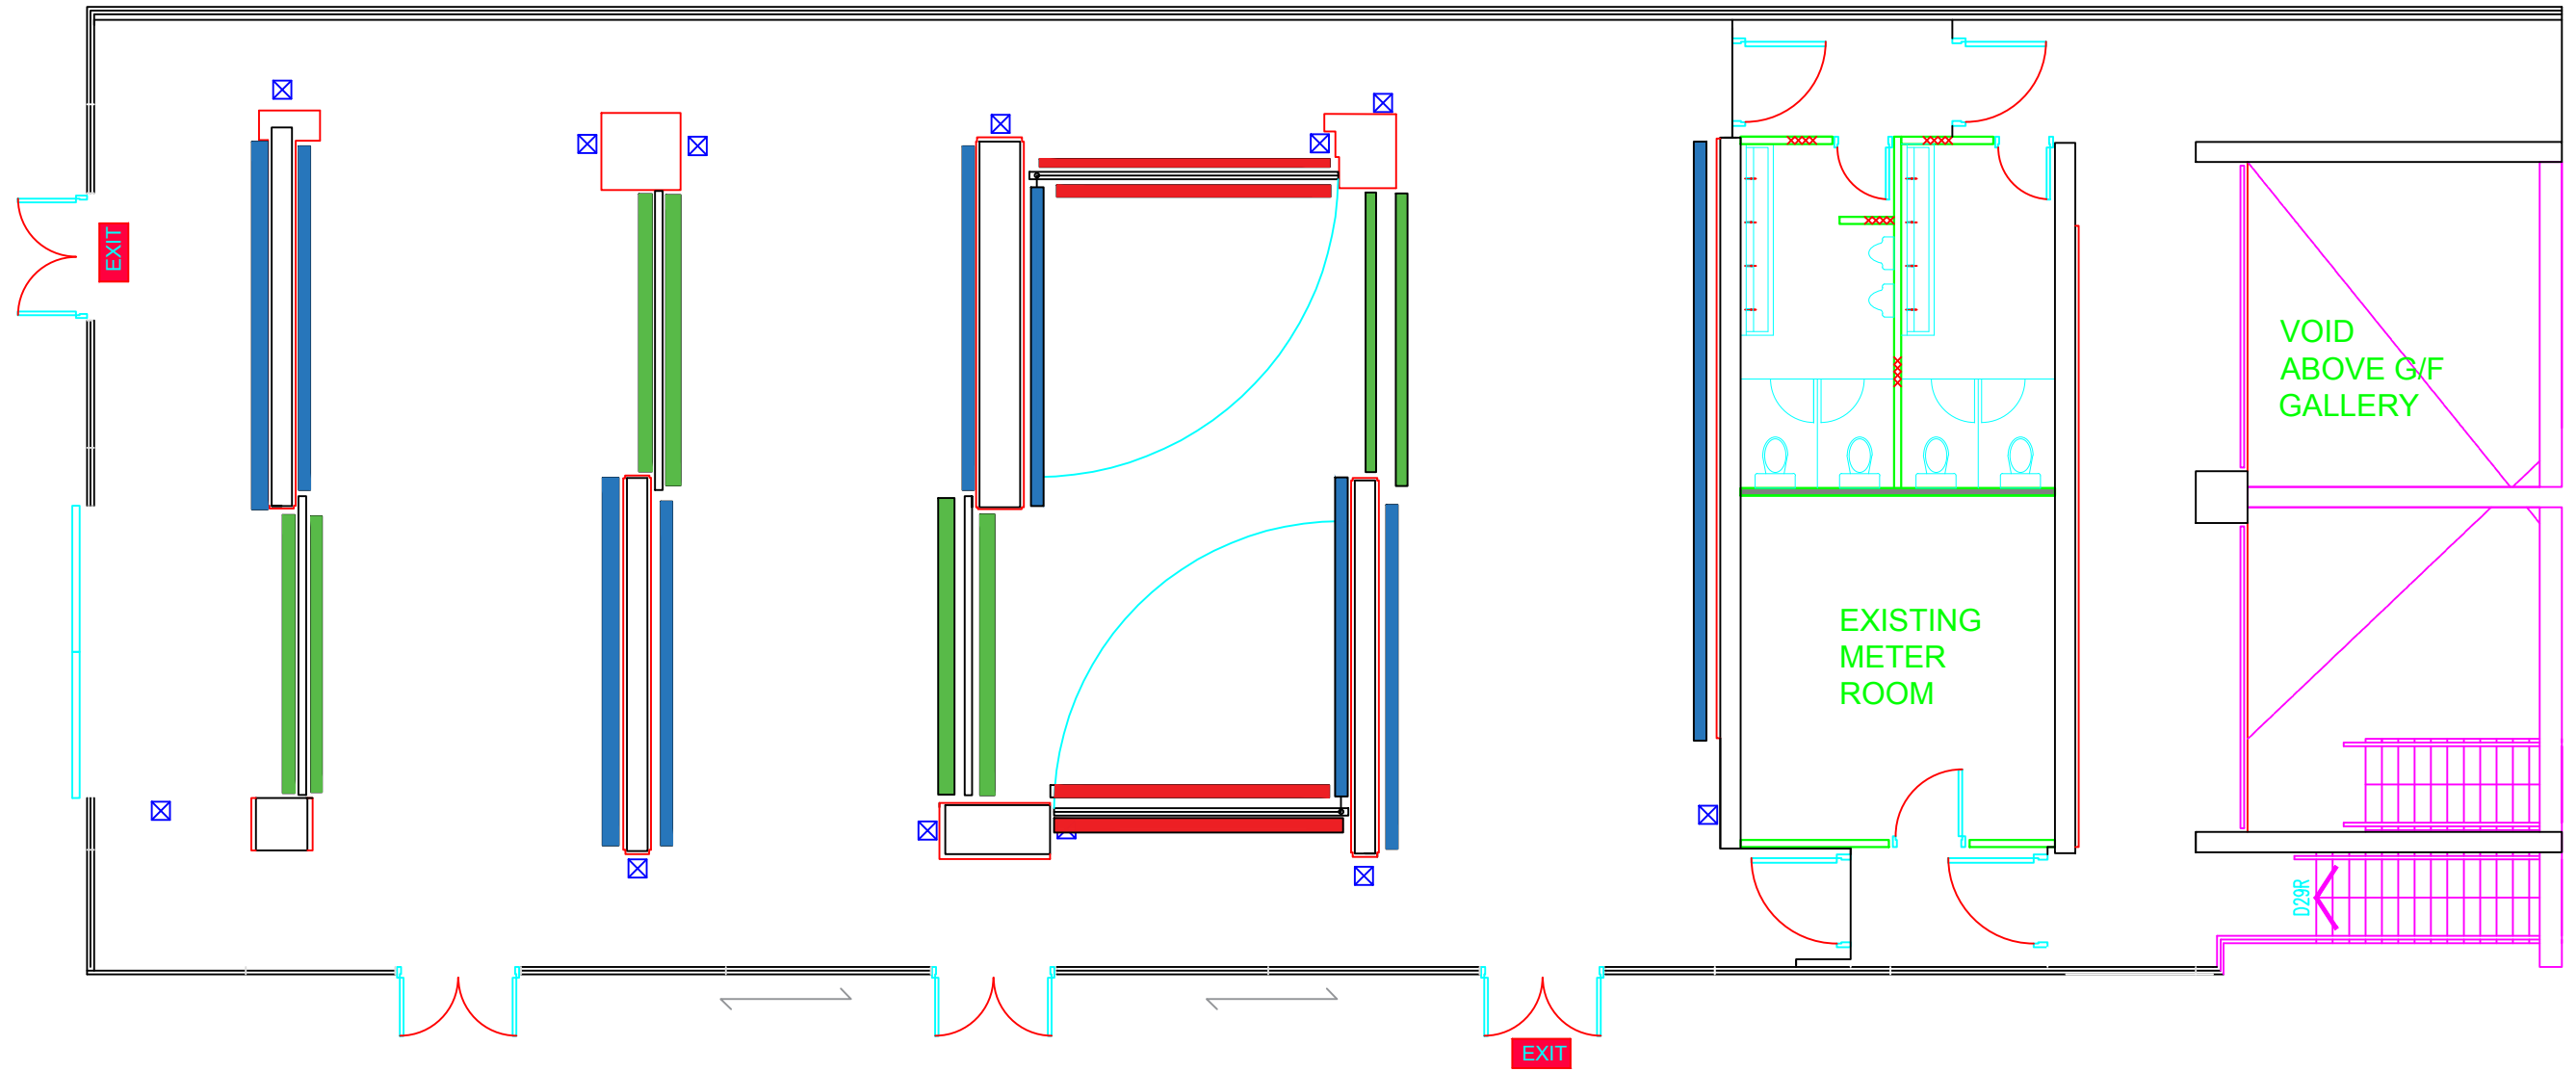 EXIT
VOID
ABOVE G/F
GALLERY
EXISTING
METER
ROOM
D29R
EXIT